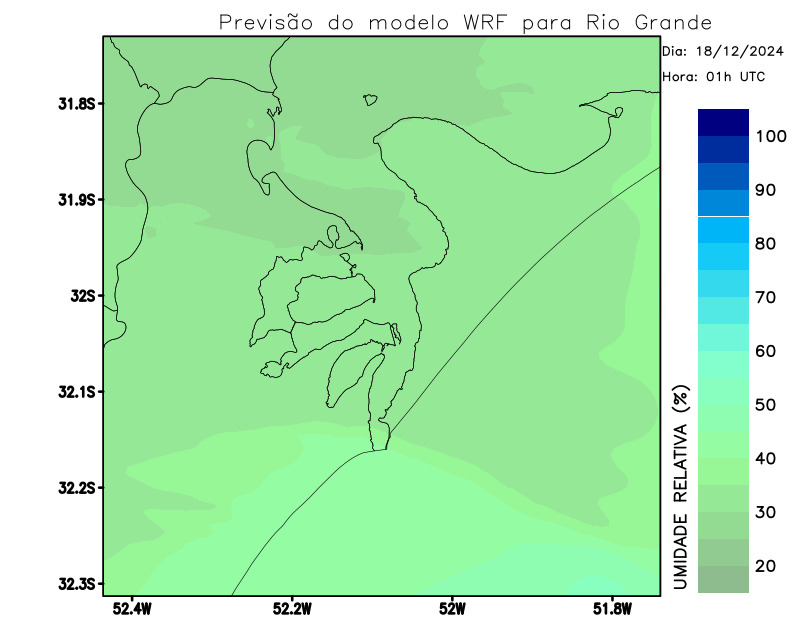 Previsão do modelo WRF para Rio Grande
Dia: 18/12/2024
Hora: 01h UTC
31.8S
31.9S
32S
32.1S
32.2S
32.3S
52.4W
52.2W
52W
51.8W
100
90
80
70
60
50
40
30
20
UMIDADE RELATIVA (%)